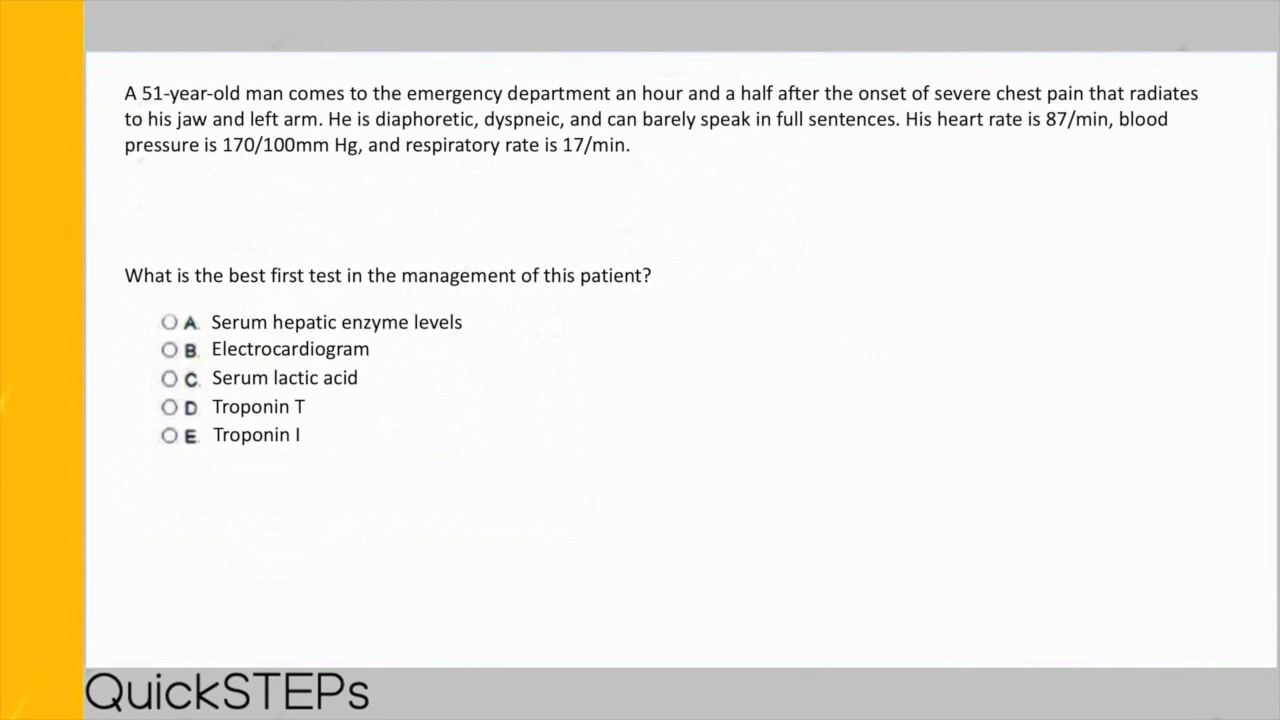 A 51-year-old man comes to the emergency department an hour and a half after the onset of severe chest pain that radiates
to his jaw and left arm. He is diaphoretic, dyspneic, and can barely speak in full sentences. His heart rate is 87/min, blood
pressure is 170/100mm Hg, and respiratory rate is 17/min.
What is the best first test in the management of this patient?
A. Serum hepatic enzyme levels
B. Electrocardiogram
C. Serum lactic acid
D. Troponin T
E. Troponin I
QuickSTEPs